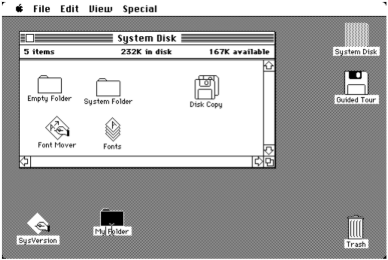 File Edit View Special
System Disk
5 items 232K in disk 167K available
Empty Folder
System Folder
Disk Copy
Font Mover
Fonts
System Disk
Guided Tour
SysVersion
My Folder
Trash